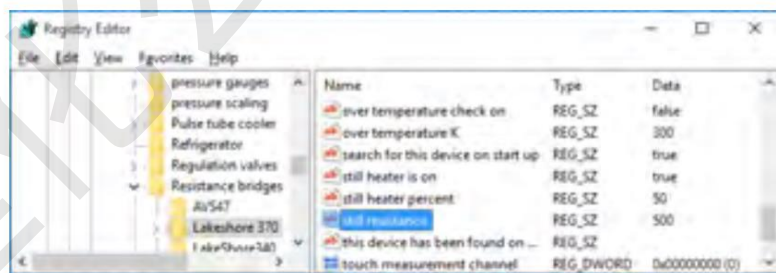 Registry Editor
File Edit View Favorites Help
pressure gauges
pressure scaling
Pulse tube cooler
Refrigerator
Regulation valves
Resistance bridges
AVS47
Lakeshore 370
LakeShore340
Name Type Data
over temperature check on REG_SZ false
over temperature K REG_SZ 300
search for this device on start up REG_SZ true
still heater is on REG_SZ true
still heater percent REG_SZ 50
still resistance REG_SZ 500
this device has been found on ... REG_SZ
touch measurement channel REG_DWORD 0x00000000 (0)